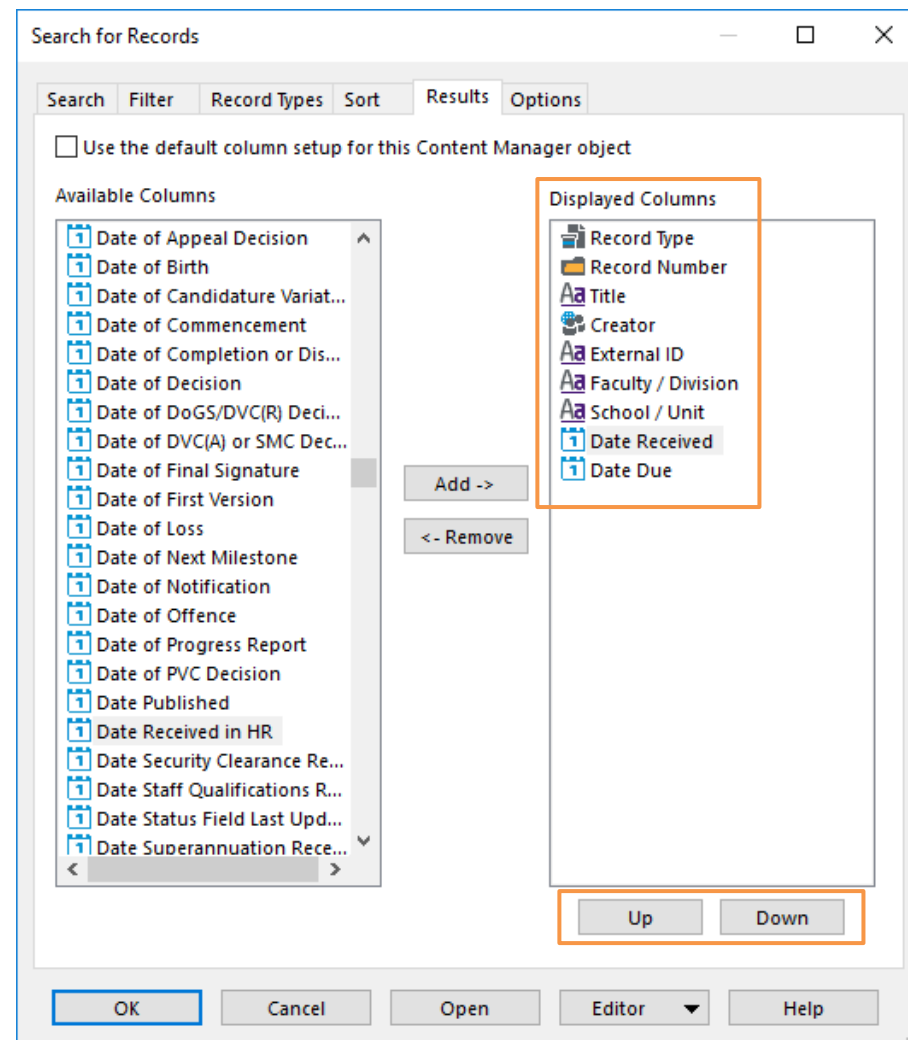 Search for Records
Search Filter Record Types Sort Results Options
Use the default column setup for this Content Manager object
Available Columns
Date of Appeal Decision
Date of Birth
Date of Candidature Variat...
Date of Commencement
Date of Completion or Dis...
Date of Decision
Date of DoGS/DVC(R) Deci...
Date of DVC(A) or SMC Dec...
Date of Final Signature
Date of First Version
Date of Loss
Date of Next Milestone
Date of Notification
Date of Offence
Date of Progress Report
Date of PVC Decision
Date Published
Date Received in HR
Date Security Clearance Re...
Date Staff Qualifications R...
Date Status Field Last Upd...
Date Superannuation Rece...
Add ->
<- Remove
Displayed Columns
Record Type
Record Number
Title
Creator
External ID
Faculty / Division
School / Unit
Date Received
Date Due
Up Down
OK Cancel Open Editor Help